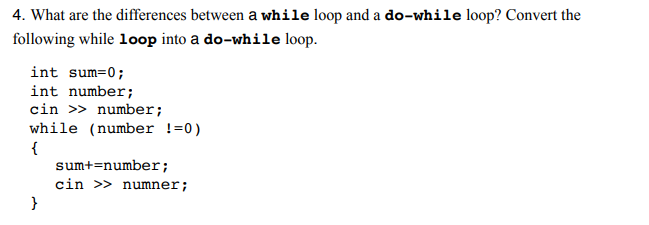 4. What are the differences between a while loop and a do-while loop? Convert the
following while loop into a do-while loop.
int sum=0;
int number;
cin >> number;
while (number !=0)
{
sum+=number;
cin >> numner;
}